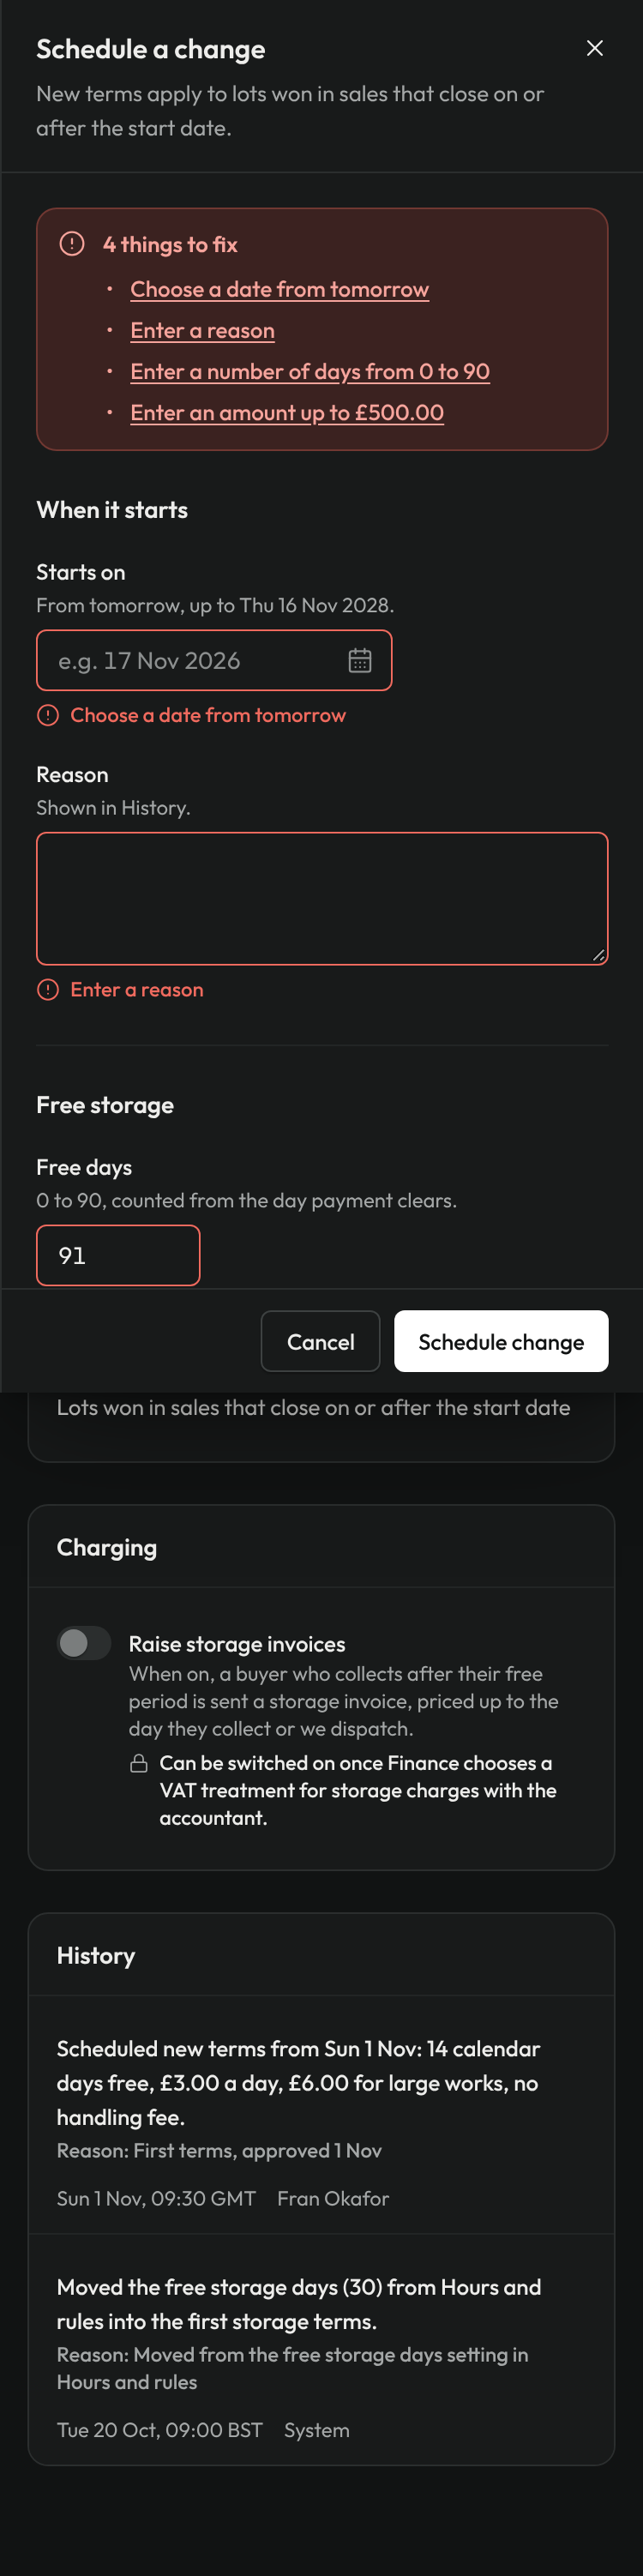 Schedule a change
New terms apply to lots won in sales that close on or
after the start date.
4 things to fix
• Choose a date from tomorrow
• Enter a reason
• Enter a number of days from 0 to 90
• Enter an amount up to £500.00
When it starts
Starts on
From tomorrow, up to Thu 16 Nov 2028.
e.g. 17 Nov 2026
Choose a date from tomorrow
Reason
Shown in History.
Enter a reason
Free storage
Free days
0 to 90, counted from the day payment clears.
91
Cancel
Schedule change
Lots won in sales that close on or after the start date
Charging
Raise storage invoices
When on, a buyer who collects after their free
period is sent a storage invoice, priced up to the
day they collect or we dispatch.
Can be switched on once Finance chooses a
VAT treatment for storage charges with the
accountant.
History
Scheduled new terms from Sun 1 Nov: 14 calendar
days free, £3.00 a day, £6.00 for large works, no
handling fee.
Reason: First terms, approved 1 Nov
Sun 1 Nov, 09:30 GMT Fran Okafor
Moved the free storage days (30) from Hours and
rules into the first storage terms.
Reason: Moved from the free storage days setting in
Hours and rules
Tue 20 Oct, 09:00 BST System